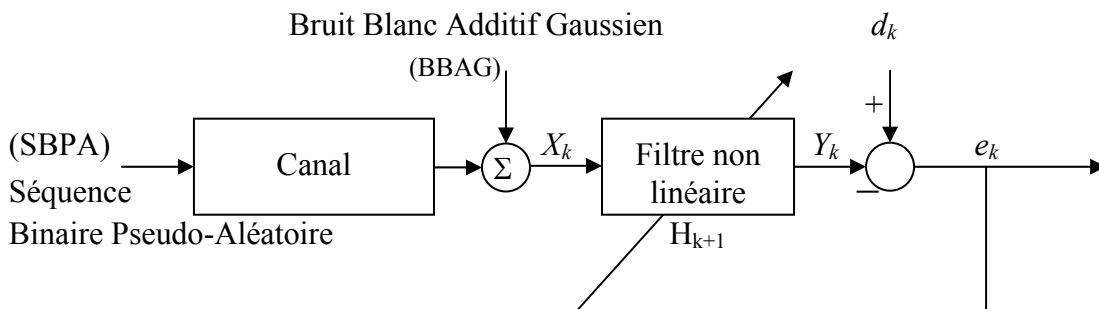 Bruit Blanc Additif Gaussien
(BBAG)
d_k
+
(SBPA)
Séquence
Binaire Pseudo-Aléatoire
Canal
Σ
X_k
Filtre non
linéaire
H_{k+1}
Y_k
−
e_k